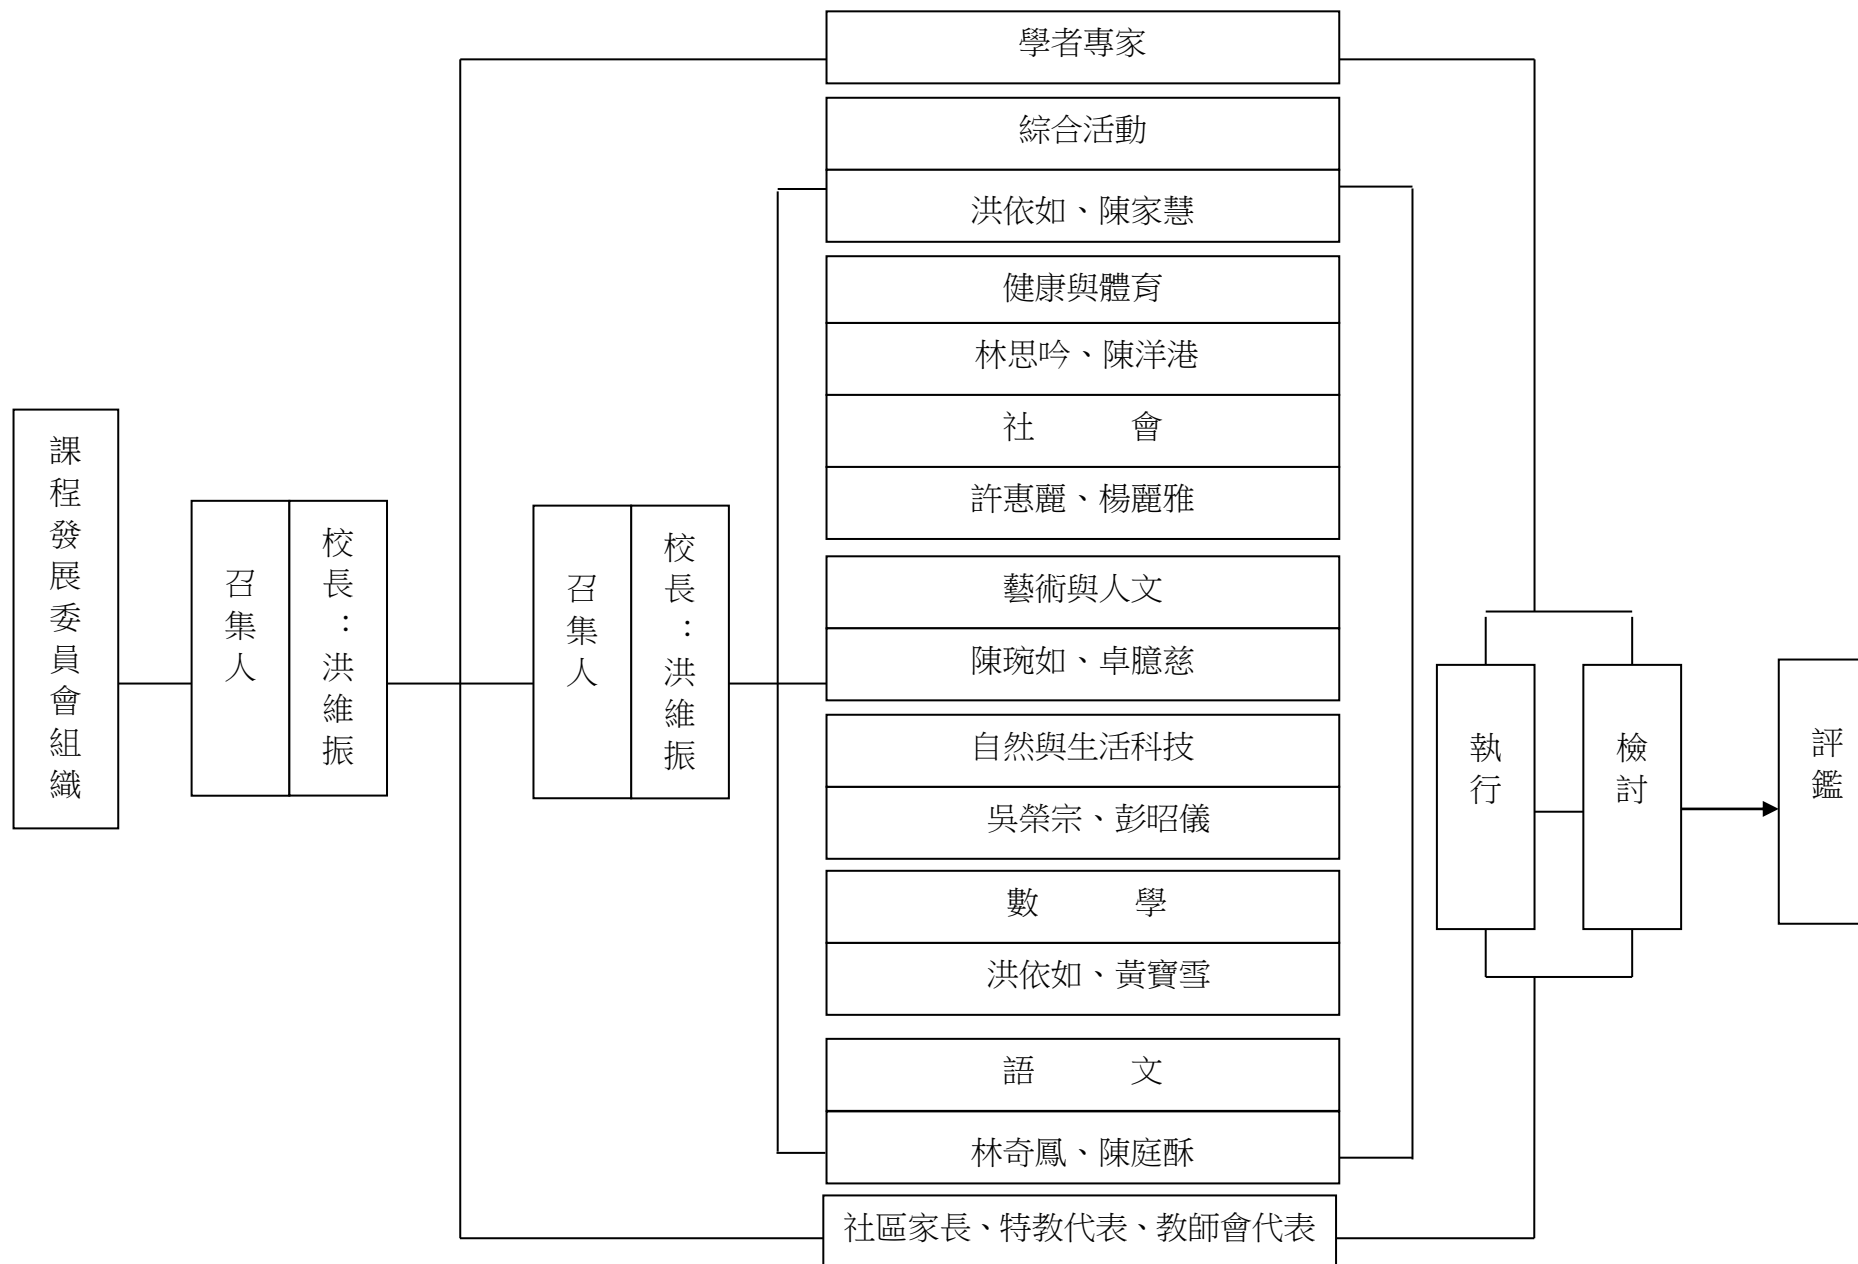 課程發展委員會組織
召集人
校長：洪維振
召集人
校長：洪維振
學者專家
綜合活動
洪依如、陳家慧
健康與體育
林思吟、陳洋港
社　　　會
許惠麗、楊麗雅
藝術與人文
陳琬如、卓臆慈
自然與生活科技
吳榮宗、彭昭儀
數　　　學
洪依如、黃寶雪
語　　　文
林奇鳳、陳庭酥
社區家長、特教代表、教師會代表
執行
檢討
評鑑